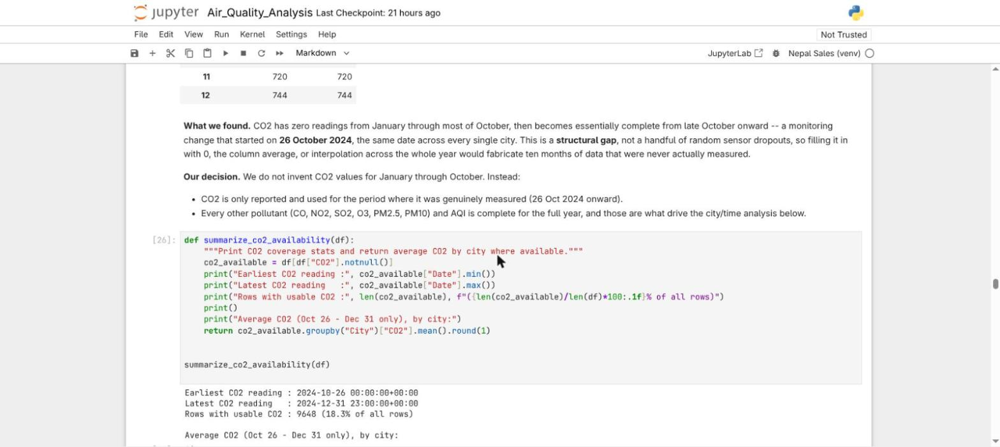 jupyter Air_Quality_Analysis Last Checkpoint: 21 hours ago
File Edit View Run Kernel Settings Help Not Trusted
Markdown JupyterLab Nepal Sales (venv)
11 720 720
12 744 744
What we found. CO2 has zero readings from January through most of October, then becomes essentially complete from late October onward -- a monitoring
change that started on 26 October 2024, the same date across every single city. This is a structural gap, not a handful of random sensor dropouts, so filling it in
with 0, the column average, or interpolation across the whole year would fabricate ten months of data that were never actually measured.
Our decision. We do not invent CO2 values for January through October. Instead:
• CO2 is only reported and used for the period where it was genuinely measured (26 Oct 2024 onward).
• Every other pollutant (CO, NO2, SO2, O3, PM2.5, PM10) and AQI is complete for the full year, and those are what drive the city/time analysis below.
[26]: def summarize_co2_availability(df):
    """Print CO2 coverage stats and return average CO2 by city where available."""
    co2_available = df[df["CO2"].notnull()]
    print("Earliest CO2 reading :", co2_available["Date"].min())
    print("Latest CO2 reading   :", co2_available["Date"].max())
    print("Rows with usable CO2 :", len(co2_available), f"({len(co2_available)/len(df)*100:.1f}% of all rows)")
    print()
    print("Average CO2 (Oct 26 - Dec 31 only), by city:")
    return co2_available.groupby("City")["CO2"].mean().round(1)
summarize_co2_availability(df)
Earliest CO2 reading : 2024-10-26 00:00:00+00:00
Latest CO2 reading   : 2024-12-31 23:00:00+00:00
Rows with usable CO2 : 9648 (18.3% of all rows)
Average CO2 (Oct 26 - Dec 31 only), by city: